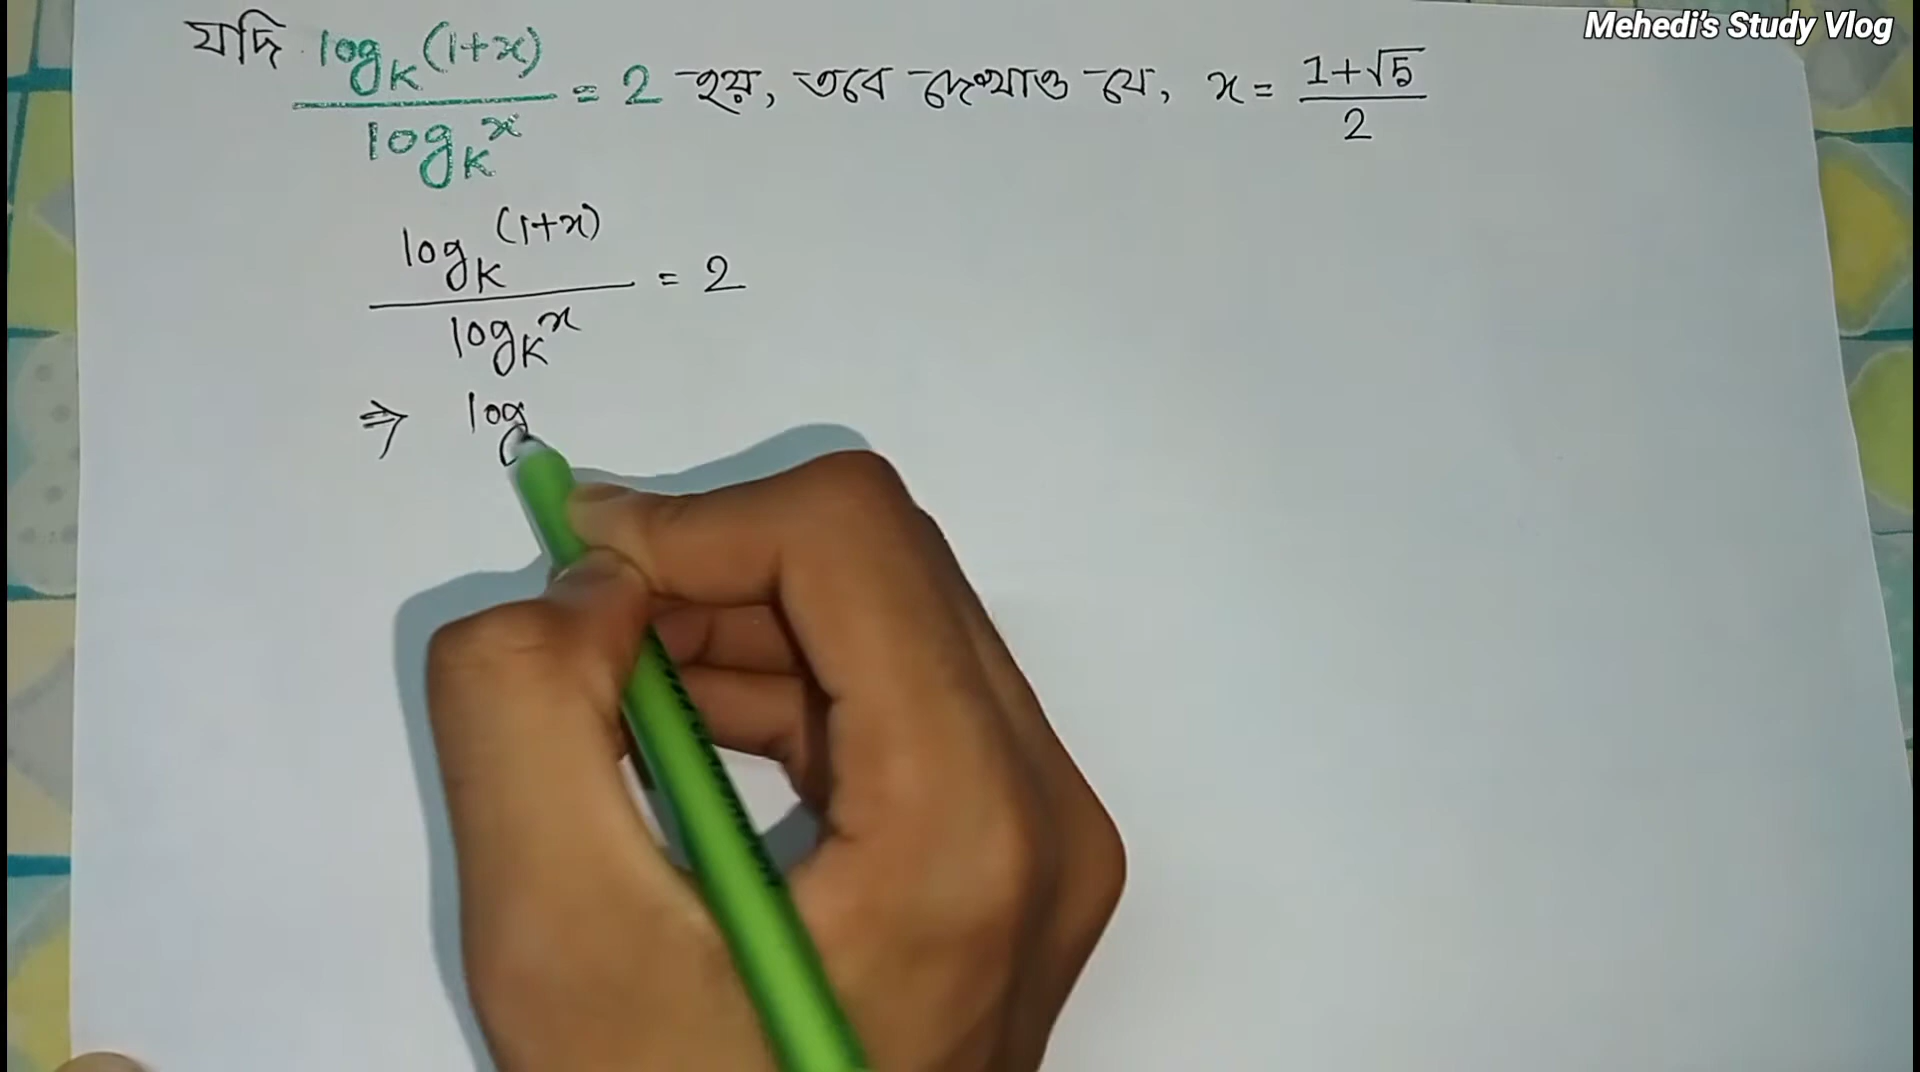 Mehedi's Study Vlog
যদি log_k(1+x) / log_k x = 2 হয়, তবে দেখাও যে, x = (1+√5) / 2
log_k(1+x) / log_k x = 2
⇒ log